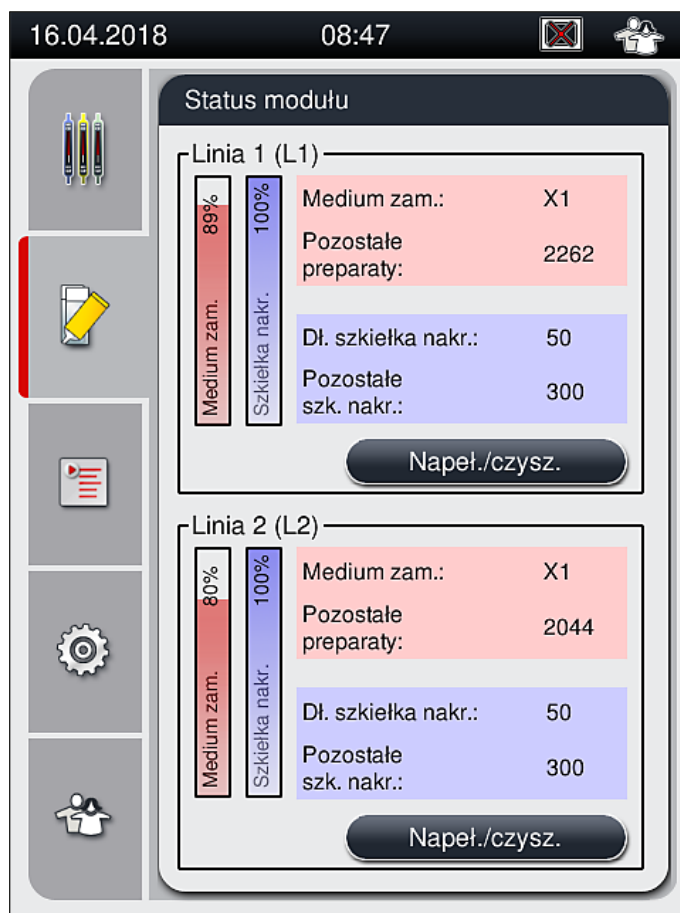 16.04.2018 08:47
Status modułu
Linia 1 (L1)
89%
Medium zam.
100%
Szkiełka nakr.
Medium zam.: X1
Pozostałe
preparaty: 2262
Dł. szkiełka nakr.: 50
Pozostałe
szk. nakr.: 300
Napeł./czysz.
Linia 2 (L2)
80%
Medium zam.
100%
Szkiełka nakr.
Medium zam.: X1
Pozostałe
preparaty: 2044
Dł. szkiełka nakr.: 50
Pozostałe
szk. nakr.: 300
Napeł./czysz.